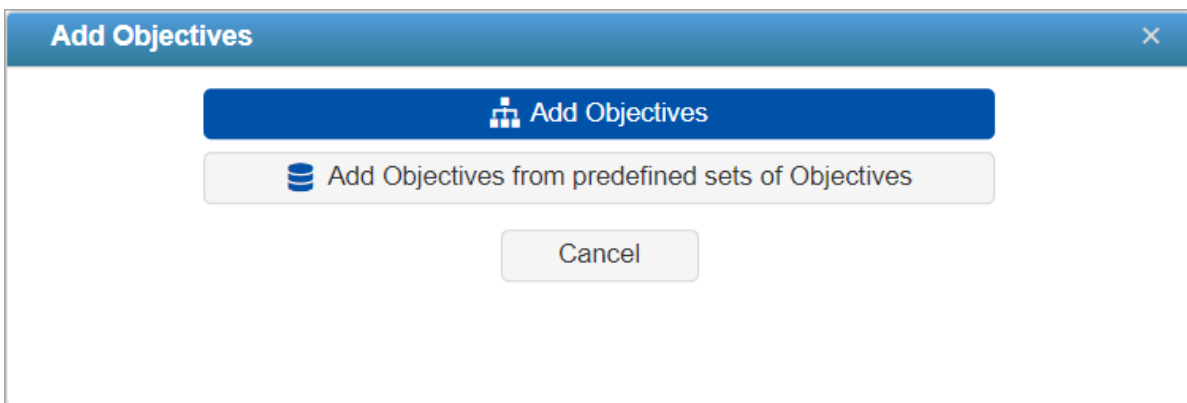 Add Objectives
Add Objectives
Add Objectives from predefined sets of Objectives
Cancel